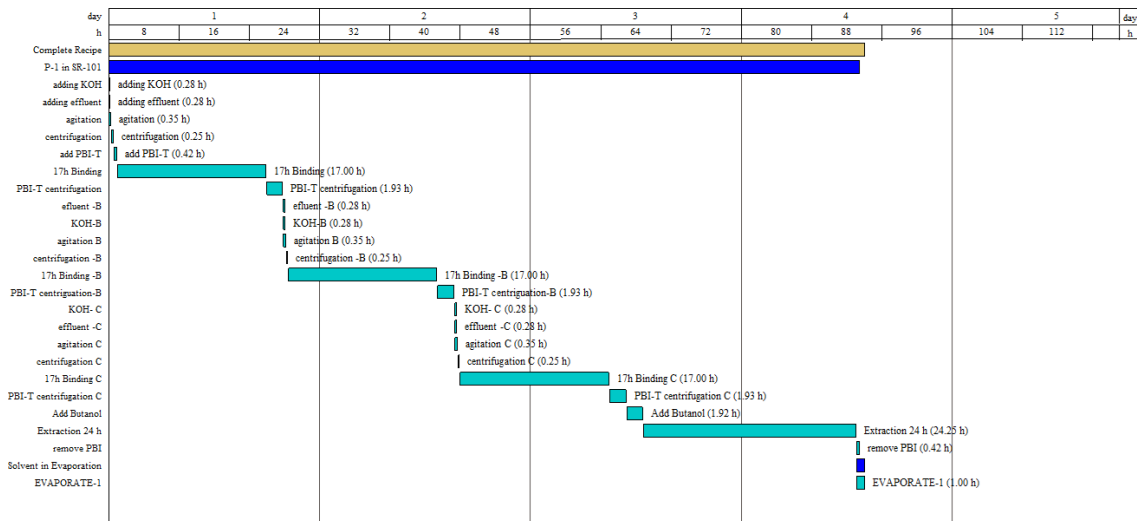 day 1 2 3 4 5 day
h 8 16 24 32 40 48 56 64 72 80 88 96 104 112 h
Complete Recipe
P-1 in SR-101
adding KOH adding KOH (0.28 h)
adding effluent adding effluent (0.28 h)
agitation agitation (0.35 h)
centrifugation centrifugation (0.25 h)
add PBI-T add PBI-T (0.42 h)
17h Binding 17h Binding (17.00 h)
PBI-T centrifugation PBI-T centrifugation (1.93 h)
efluent -B efluent -B (0.28 h)
KOH-B KOH-B (0.28 h)
agitation B agitation B (0.35 h)
centrifugation -B centrifugation -B (0.25 h)
17h Binding -B 17h Binding -B (17.00 h)
PBI-T centriguation-B PBI-T centriguation-B (1.93 h)
KOH- C KOH- C (0.28 h)
effluent -C effluent -C (0.28 h)
agitation C agitation C (0.35 h)
centrifugation C centrifugation C (0.25 h)
17h Binding C 17h Binding C (17.00 h)
PBI-T centrifugation C PBI-T centrifugation C (1.93 h)
Add Butanol Add Butanol (1.92 h)
Extraction 24 h Extraction 24 h (24.25 h)
remove PBI remove PBI (0.42 h)
Solvent in Evaporation
EVAPORATE-1 EVAPORATE-1 (1.00 h)